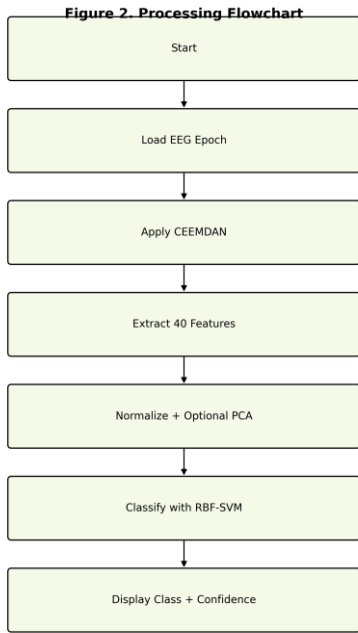 Figure 2. Processing Flowchart
Start
Load EEG Epoch
Apply CEEMDAN
Extract 40 Features
Normalize + Optional PCA
Classify with RBF-SVM
Display Class + Confidence